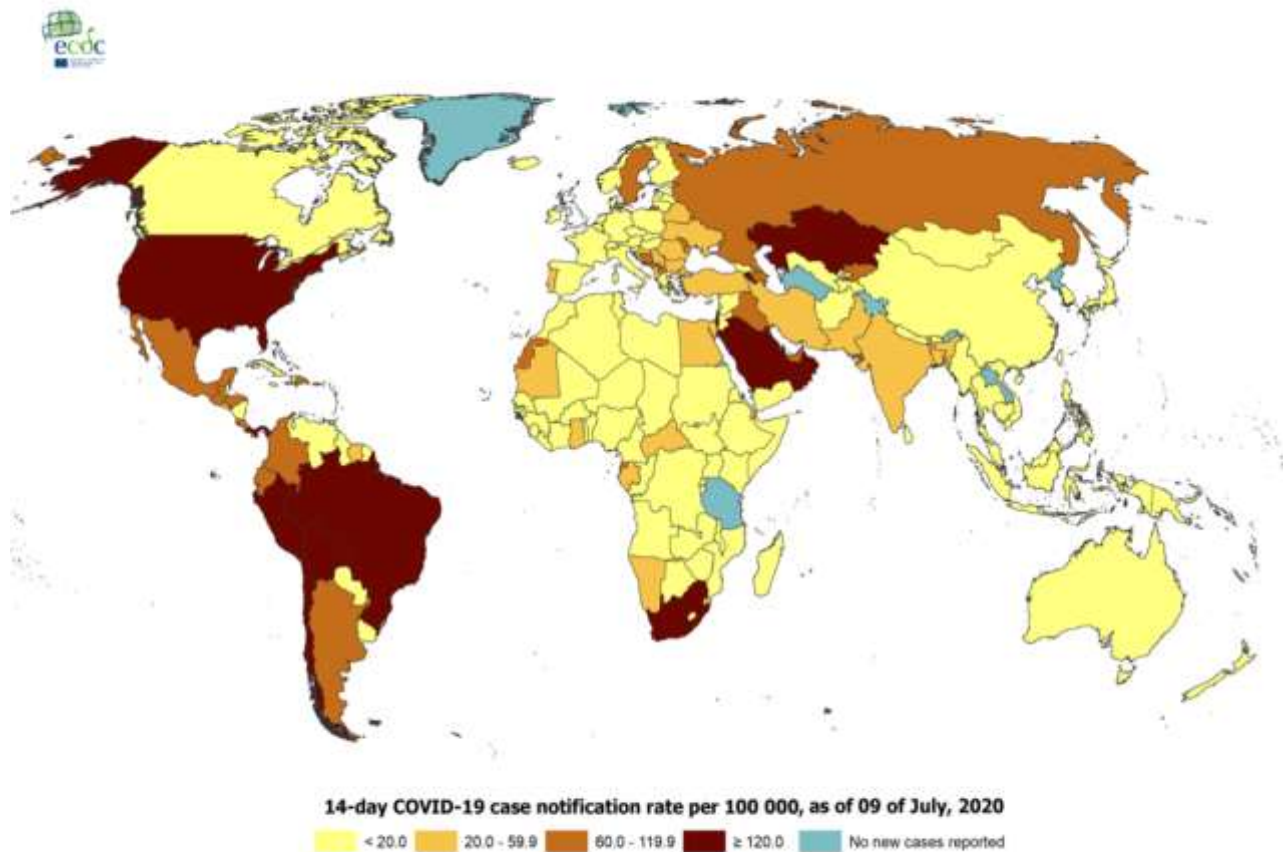 ecdc
14-day COVID-19 case notification rate per 100 000, as of 09 of July, 2020
< 20.0 20.0 - 59.9 60.0 - 119.9 ≥ 120.0 No new cases reported